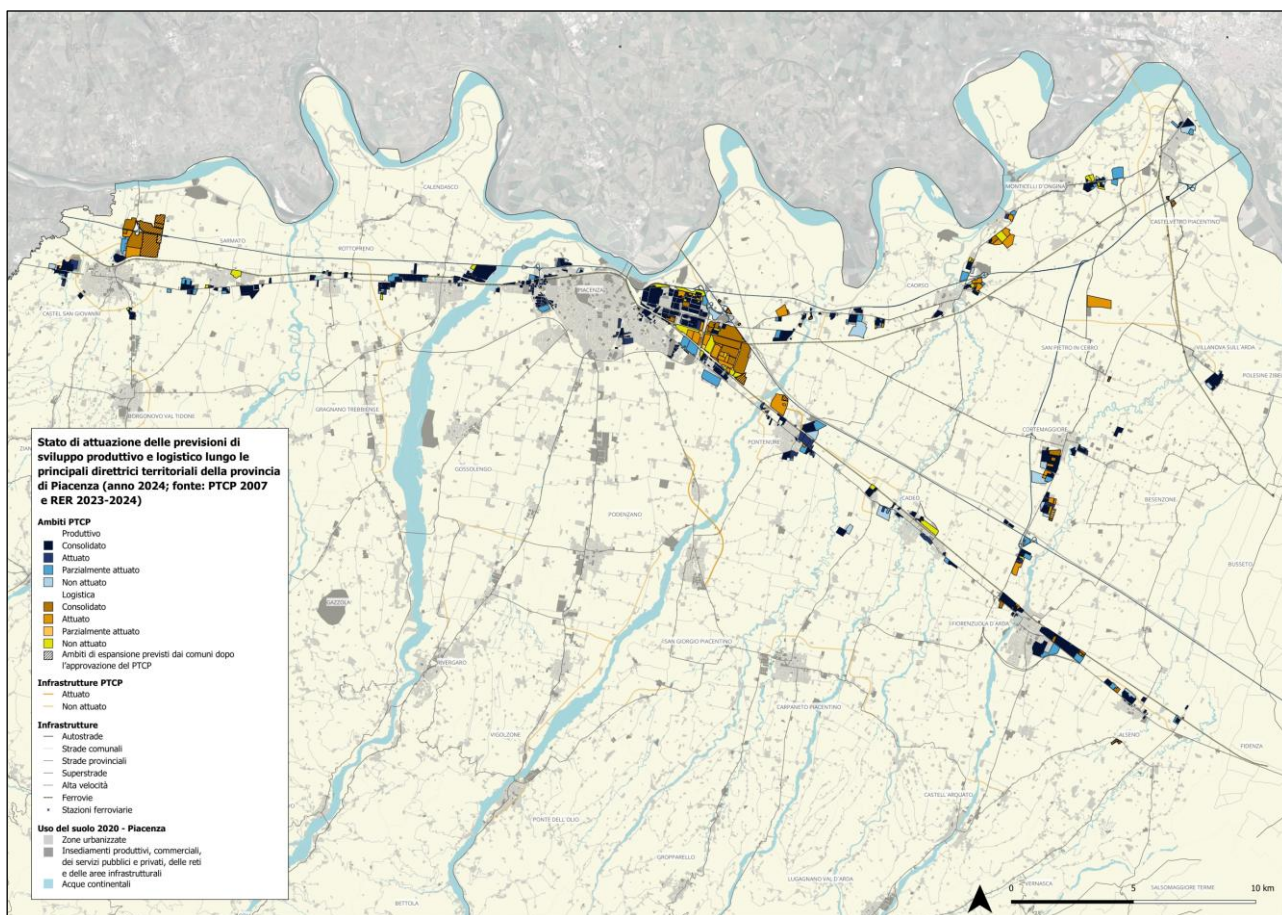 MONTICELLI D'ONGINA
CALENDASCO
CASTELVETRO PIACENTINO
SARMATO
ROTTOFRENO
PIACENZA
CAORSO
CASTEL SAN GIOVANNI
SAN PIETRO IN CERRO
VILLANOVA SULL'ARDA
BORGONOVO VAL TIDONE
GRAGNANO TREBBIENSE
PONTENURE
CORTEMAGGIORE
GOSSOLENGO
CADEO
BESENZONE
PODENZANO
BUSSETO
GAZZOLA
SAN GIORGIO PIACENTINO
FIORENZUOLA D'ARDA
RIVERGARO
CARPANETO PIACENTINO
VIGOLZONE
ALSENO
FIDENZA
CASTELL'ARQUATO
PONTE DELL'OLIO
GROPPARELLO
LUGAGNANO VAL D'ARDA
VERNASCA
SALSOMAGGIORE TERME
BETTOLA
Stato di attuazione delle previsioni di
sviluppo produttivo e logistico lungo le
principali direttrici territoriali della provincia
di Piacenza (anno 2024; fonte: PTCP 2007
e RER 2023-2024)
Ambiti PTCP
Produttivo
Consolidato
Attuato
Parzialmente attuato
Non attuato
Logistica
Consolidato
Attuato
Parzialmente attuato
Non attuato
Ambiti di espansione previsti dai comuni dopo
l'approvazione del PTCP
Infrastrutture PTCP
Attuato
Non attuato
Infrastrutture
Autostrade
Strade comunali
Strade provinciali
Superstrade
Alta velocità
Ferrovie
Stazioni ferroviarie
Uso del suolo 2020 - Piacenza
Zone urbanizzate
Insediamenti produttivi, commerciali,
dei servizi pubblici e privati, delle reti
e delle aree infrastrutturali
Acque continentali
0 5 10 km